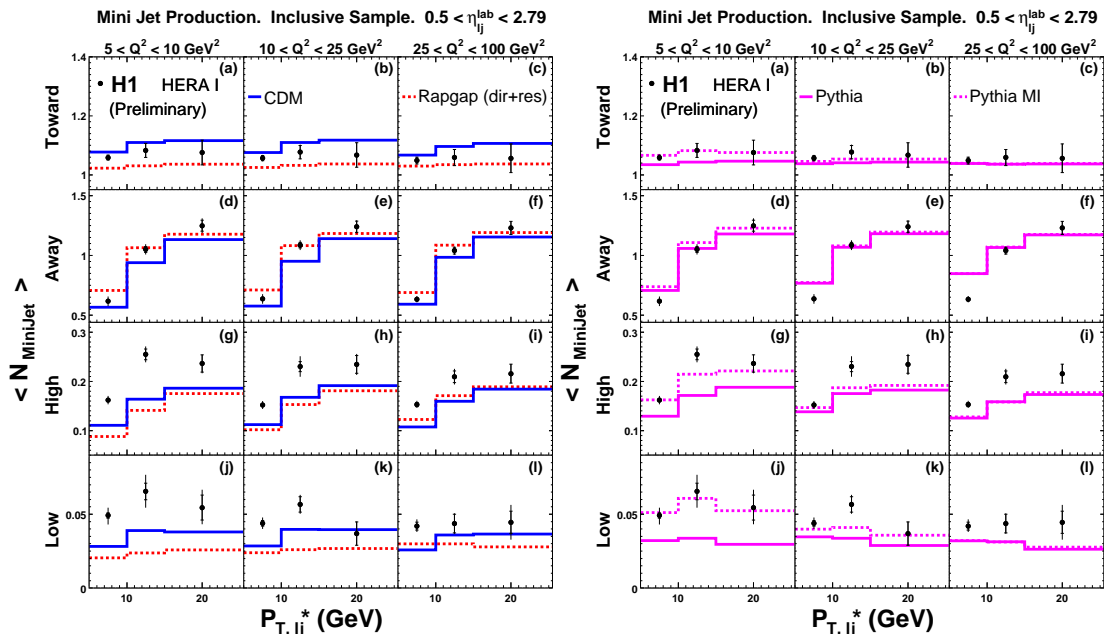 Mini Jet Production. Inclusive Sample. 0.5 < η_lj^lab < 2.79
5 < Q² < 10 GeV² 10 < Q² < 25 GeV² 25 < Q² < 100 GeV²
(a) (b) (c)
H1 HERA I
(Preliminary)
CDM
Rapgap (dir+res)
1.4
1.2
1
Toward
(d) (e) (f)
1.5
1
0.5
Away
(g) (h) (i)
0.3
0.2
0.1
High
(j) (k) (l)
0.05
0
Low
< N_MiniJet >
10 20 10 20 10 20
P_T, lj* (GeV)
Mini Jet Production. Inclusive Sample. 0.5 < η_lj^lab < 2.79
5 < Q² < 10 GeV² 10 < Q² < 25 GeV² 25 < Q² < 100 GeV²
(a) (b) (c)
H1 HERA I
(Preliminary)
Pythia
Pythia MI
1.4
1.2
1
Toward
(d) (e) (f)
1.5
1
0.5
Away
(g) (h) (i)
0.3
0.2
0.1
High
(j) (k) (l)
0.05
0
Low
< N_MiniJet >
10 20 10 20 10 20
P_T, lj* (GeV)